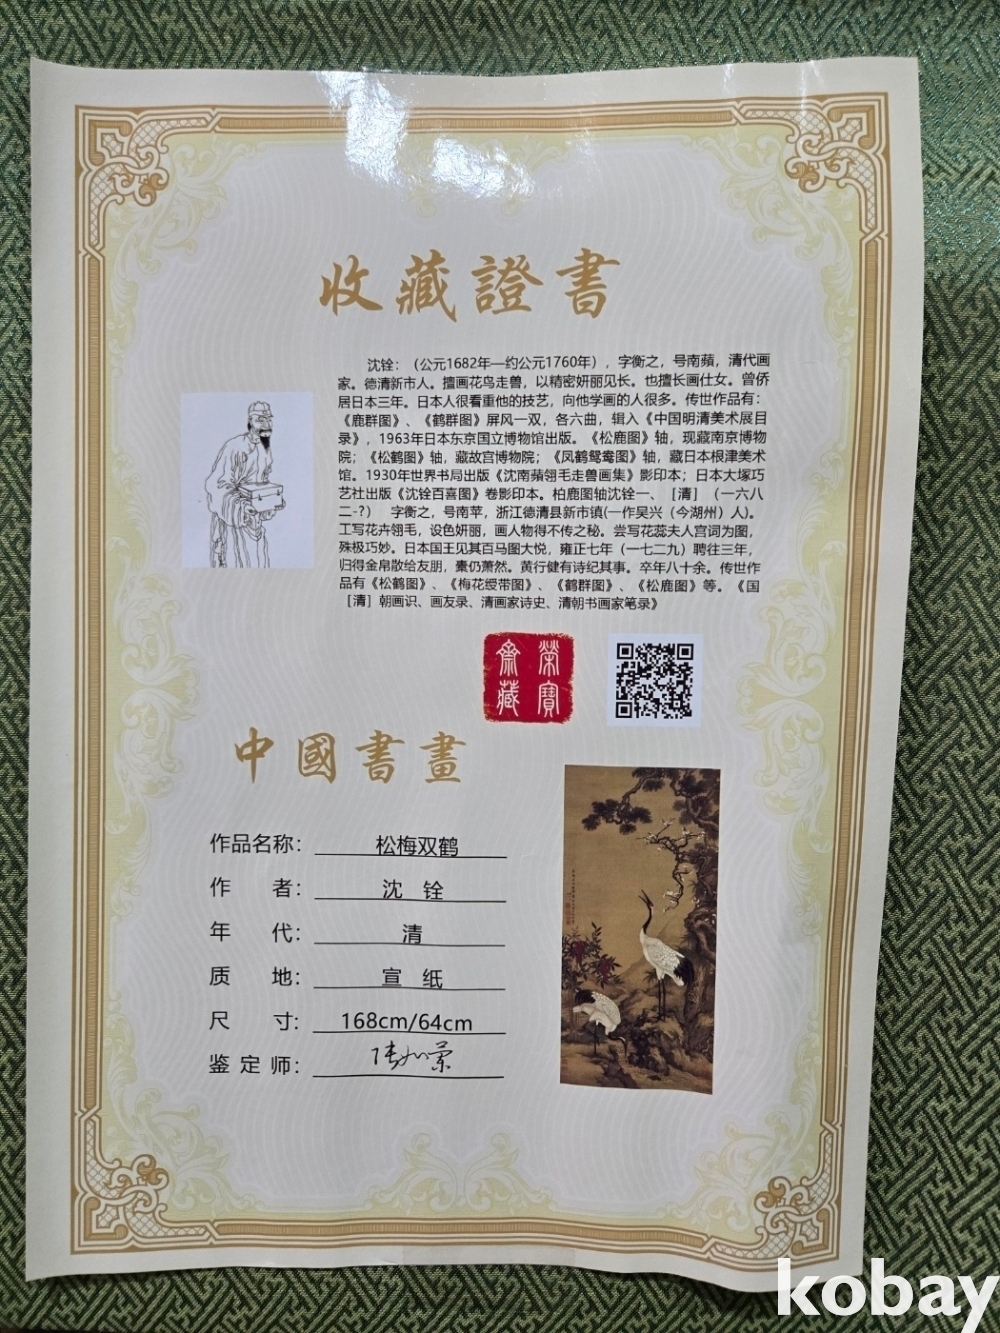 收藏證書
沈铨：（公元1682年—约公元1760年），字衡之，号南蘋，清代画
家。德清新市人。擅画花鸟走兽，以精密妍丽见长。也擅长画仕女。曾侨
居日本三年。日本人很看重他的技艺，向他学画的人很多。传世作品有：
《鹿群图》、《鹤群图》屏风一双，各六曲，辑入《中国明清美术展目
录》，1963年日本东京国立博物馆出版。《松鹿图》轴，现藏南京博物
院；《松鹤图》轴，藏故宫博物院；《凤鹤鸳鸯图》轴，藏日本根津美术
馆。1930年世界书局出版《沈南蘋翎毛走兽画集》影印本；日本大塚巧
艺社出版《沈铨百喜图》卷影印本。柏鹿图轴沈铨一、［清］（一六八
二-?） 字衡之，号南苹，浙江德清县新市镇(一作吴兴（今湖州）人)。
工写花卉翎毛，设色妍丽，画人物得不传之秘。尝写花蕊夫人宫词为图，
殊极巧妙。日本国王见其百马图大悦，雍正七年（一七二九）聘往三年，
归得金帛散给友朋，橐仍萧然。黄行健有诗纪其事。卒年八十余。传世作
品有《松鹤图》、《梅花绶带图》、《鹤群图》、《松鹿图》等。《国
［清］朝画识、画友录、清画家诗史、清朝书画家笔录》
榮寶
齋藏
中國書畫
作品名称：松梅双鹤
作 者：沈 铨
年 代：清
质 地：宣 纸
尺 寸：168cm/64cm
鉴定师：
kobay